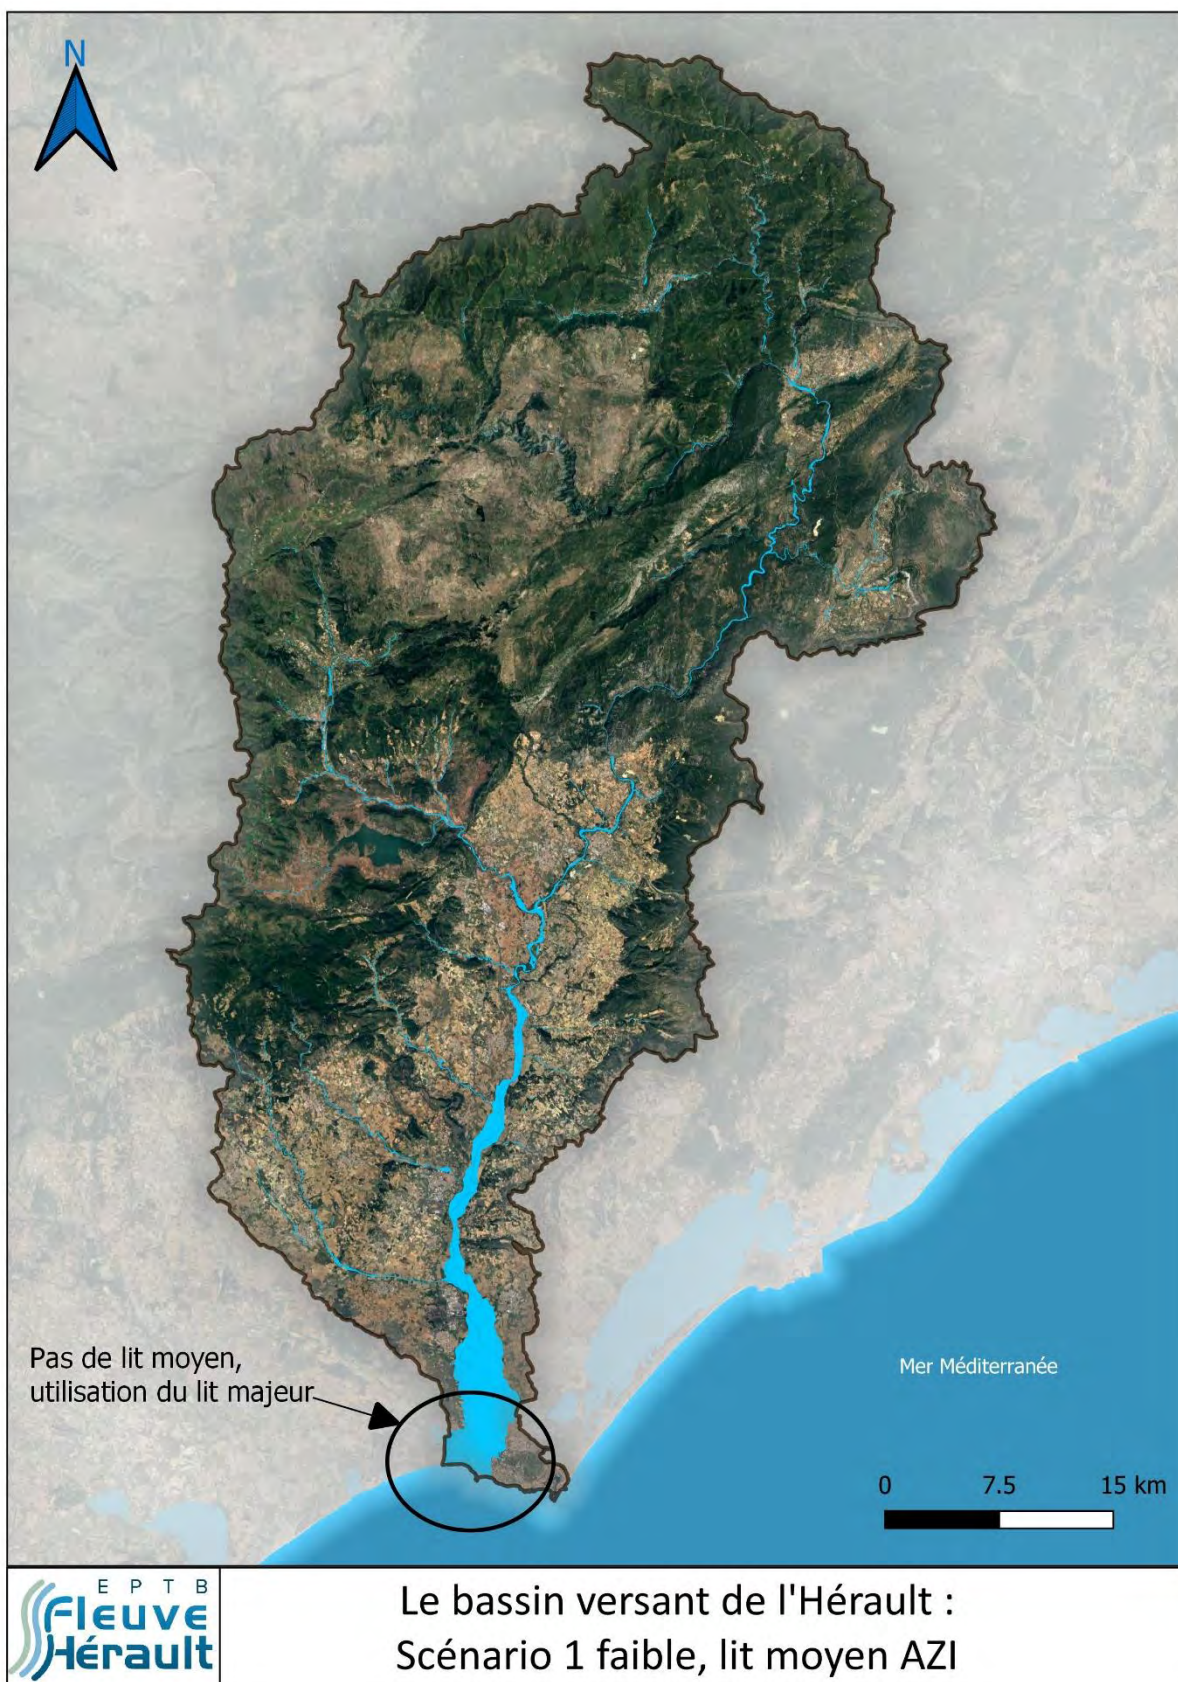 N
Pas de lit moyen,
utilisation du lit majeur
Mer Méditerranée
0 7.5 15 km
E P T B
Fleuve
Hérault
Le bassin versant de l'Hérault :
Scénario 1 faible, lit moyen AZI